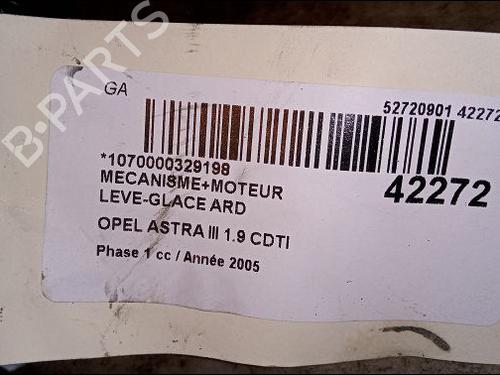 B-PARTS
GA
52720901 42272
*1070000329198
42272
MECANISME+MOTEUR
LEVE-GLACE ARD
OPEL ASTRA III 1.9 CDTI
Phase 1 cc / Année 2005